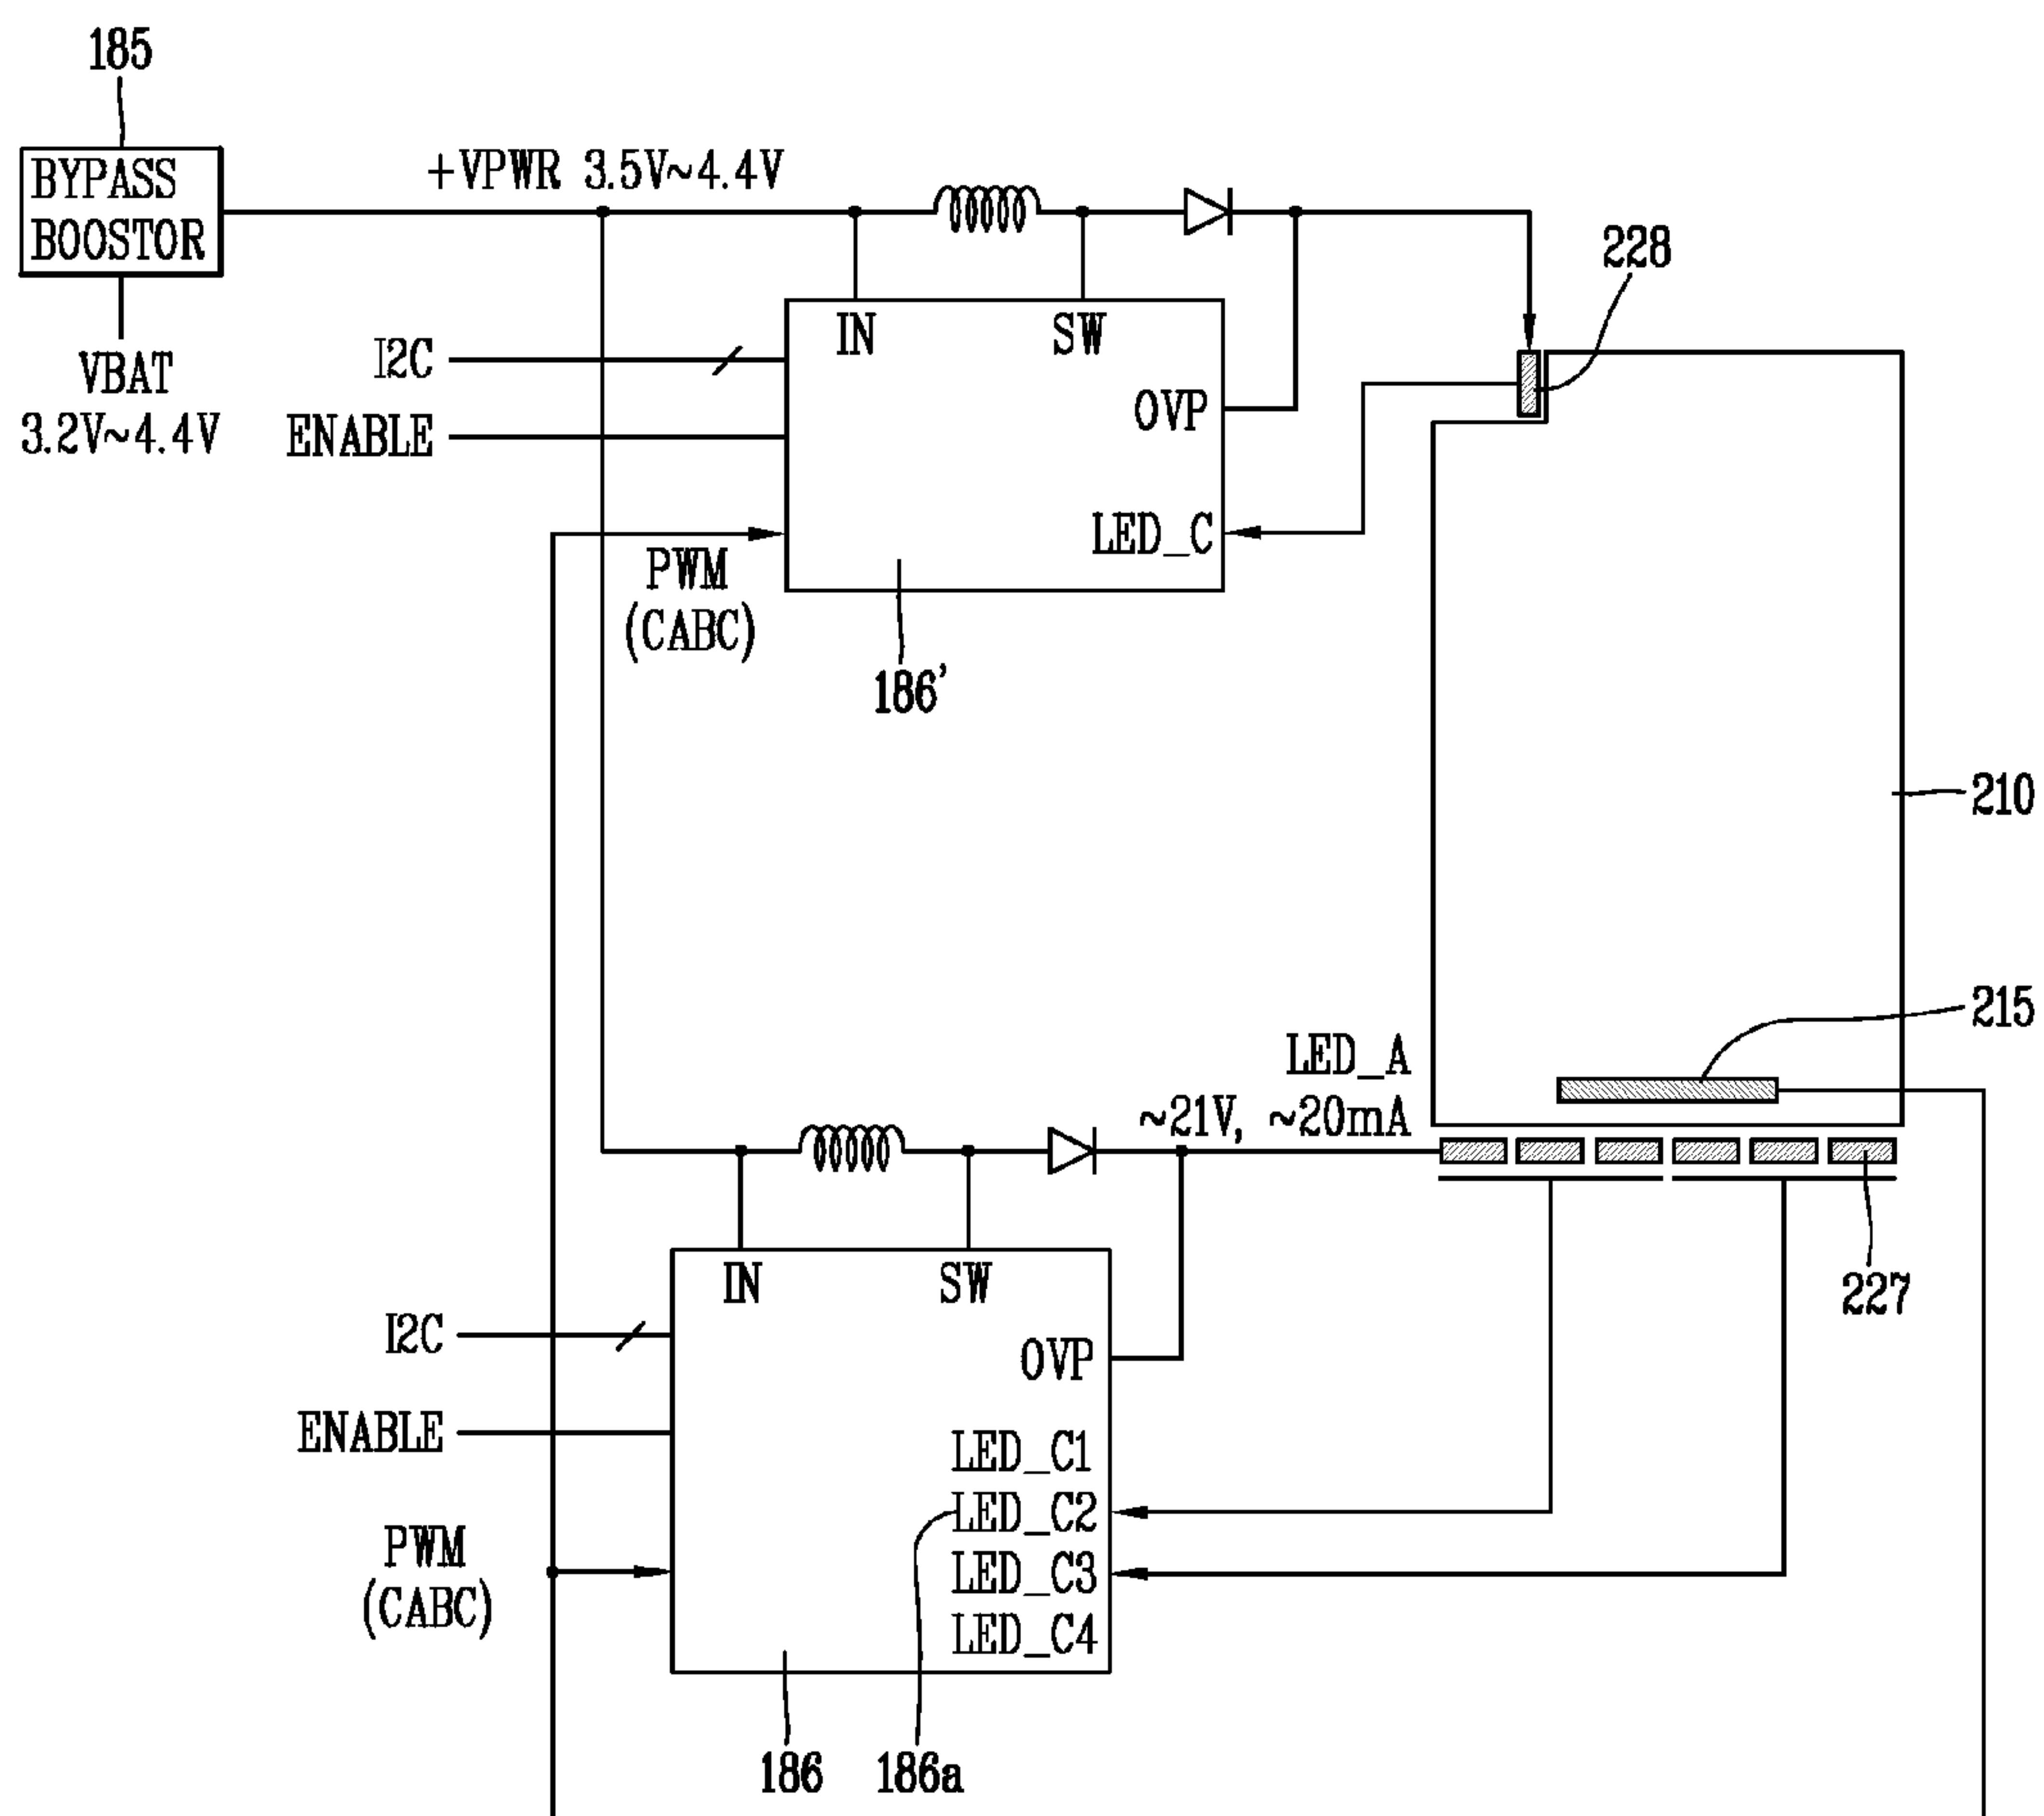 185
BYPASS
BOOSTOR
+VPWR 3.5V~4.4V
VBAT
3.2V~4.4V
228
I2C
ENABLE
IN
SW
OVP
LED_C
PWM
(CABC)
186'
210
215
LED_A
~21V, ~20mA
227
IN
SW
I2C
OVP
ENABLE
LED_C1
LED_C2
LED_C3
LED_C4
PWM
(CABC)
186
186a